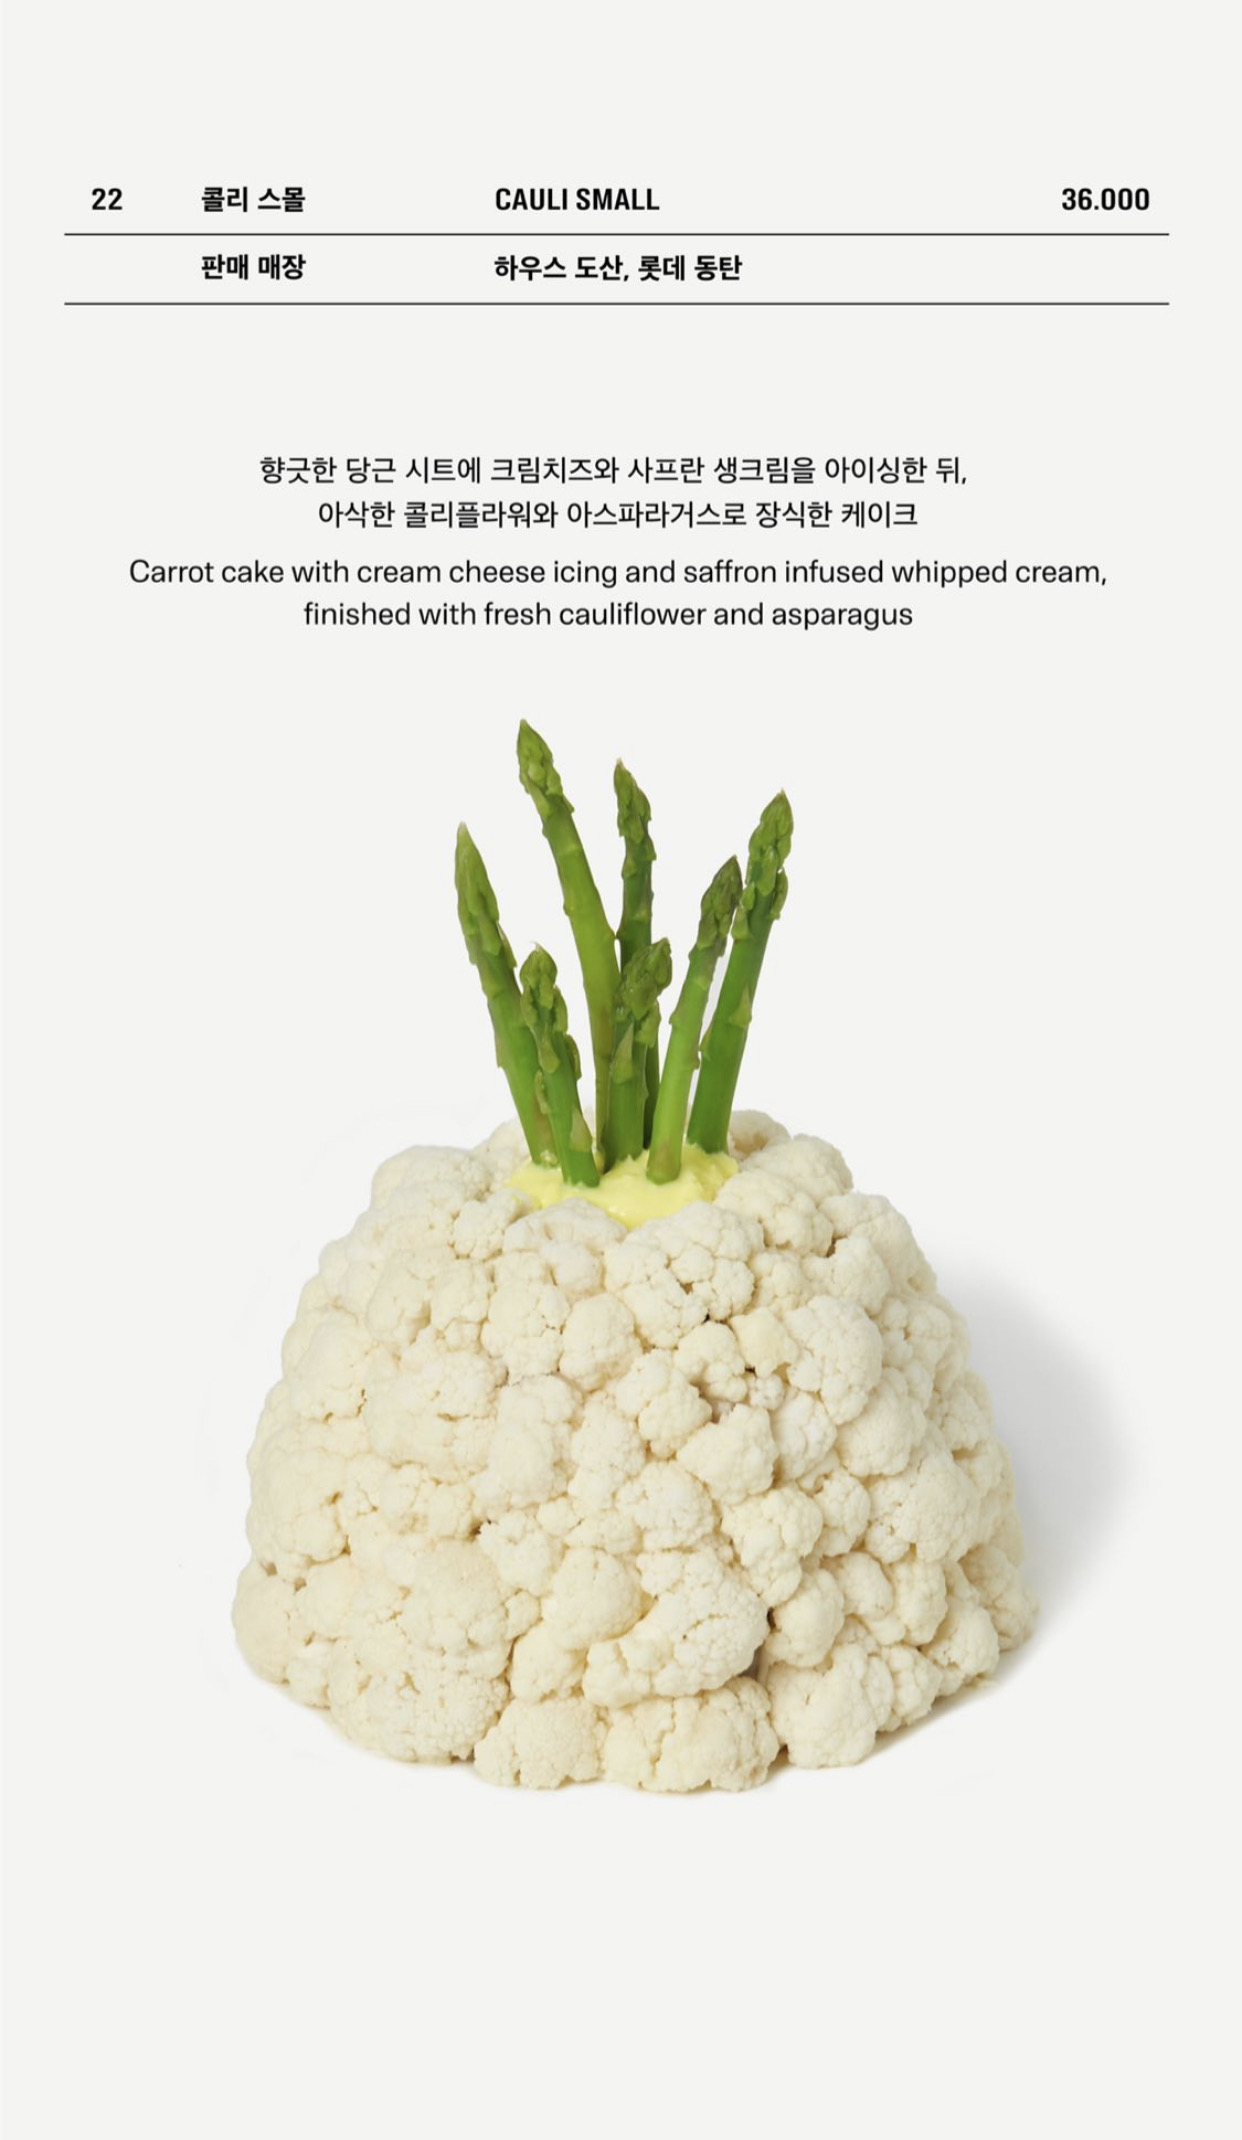 22 콜리 스몰 CAULI SMALL 36.000
판매 매장 하우스 도산, 롯데 동탄
향긋한 당근 시트에 크림치즈와 사프란 생크림을 아이싱한 뒤,
아삭한 콜리플라워와 아스파라거스로 장식한 케이크
Carrot cake with cream cheese icing and saffron infused whipped cream,
finished with fresh cauliflower and asparagus